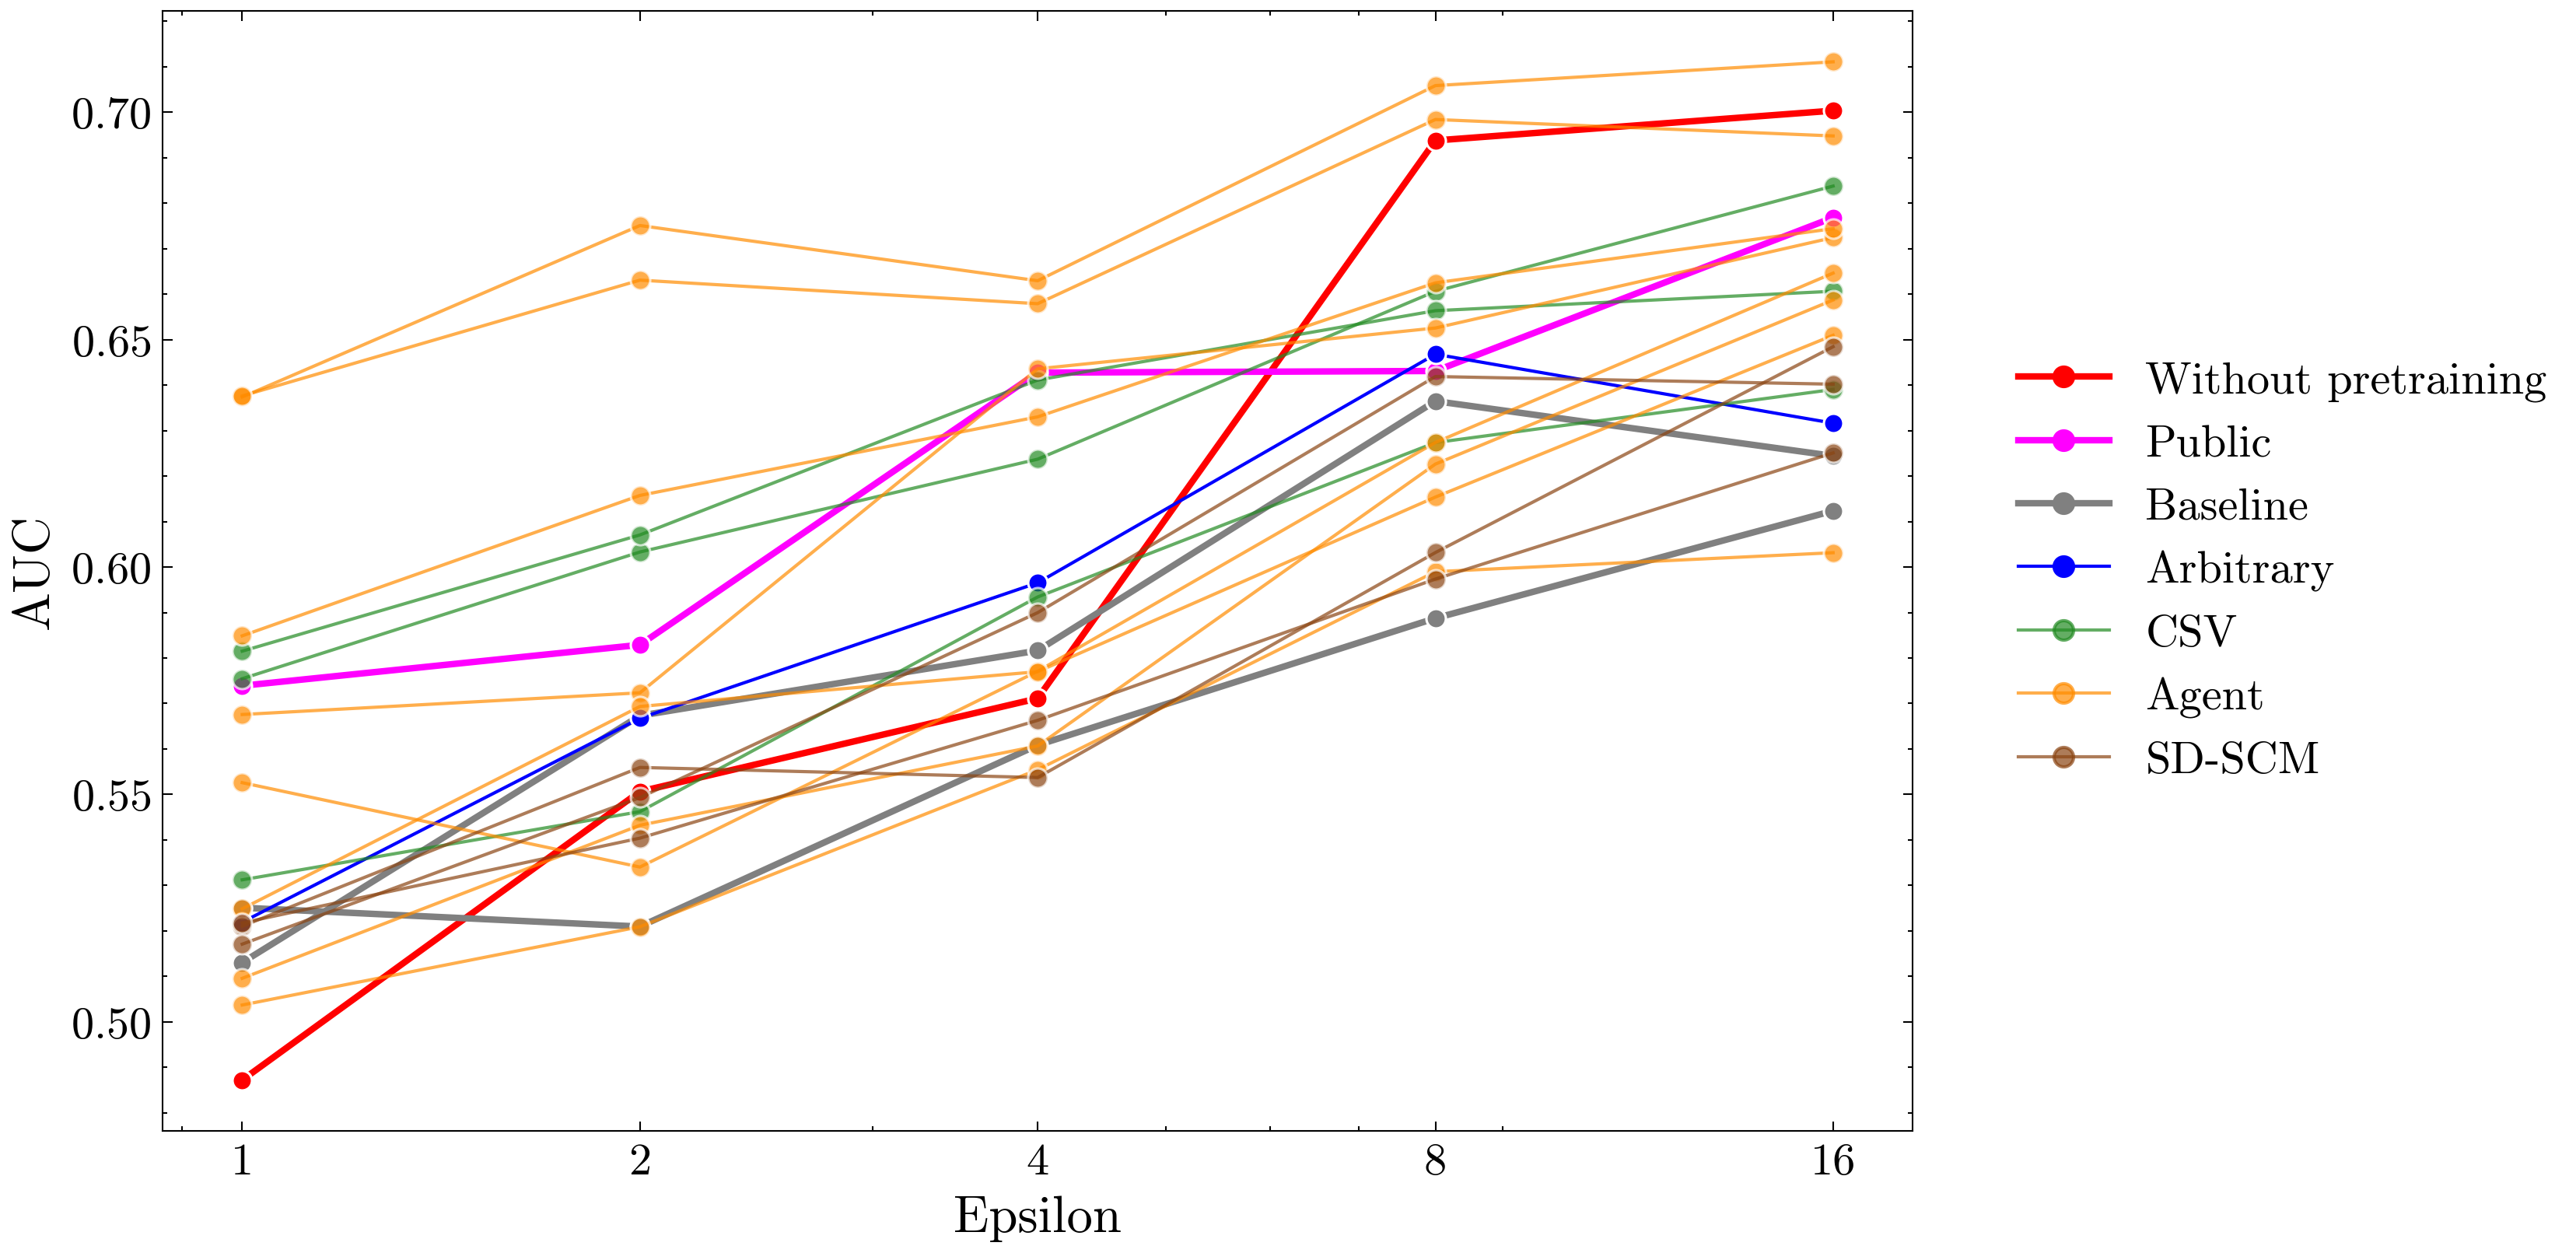 AUC
0.70
0.65
0.60
0.55
0.50
1 2 4 8 16
Epsilon
Without pretraining
Public
Baseline
Arbitrary
CSV
Agent
SD-SCM